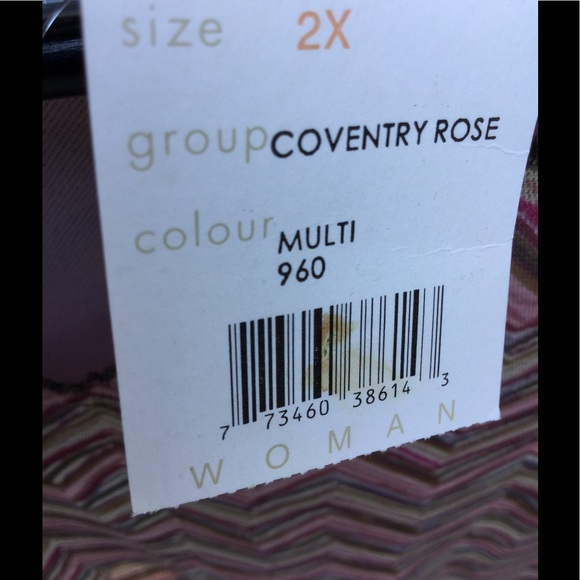 size 2X
group COVENTRY ROSE
colour MULTI
960
7 73460 38614 3
WOMAN